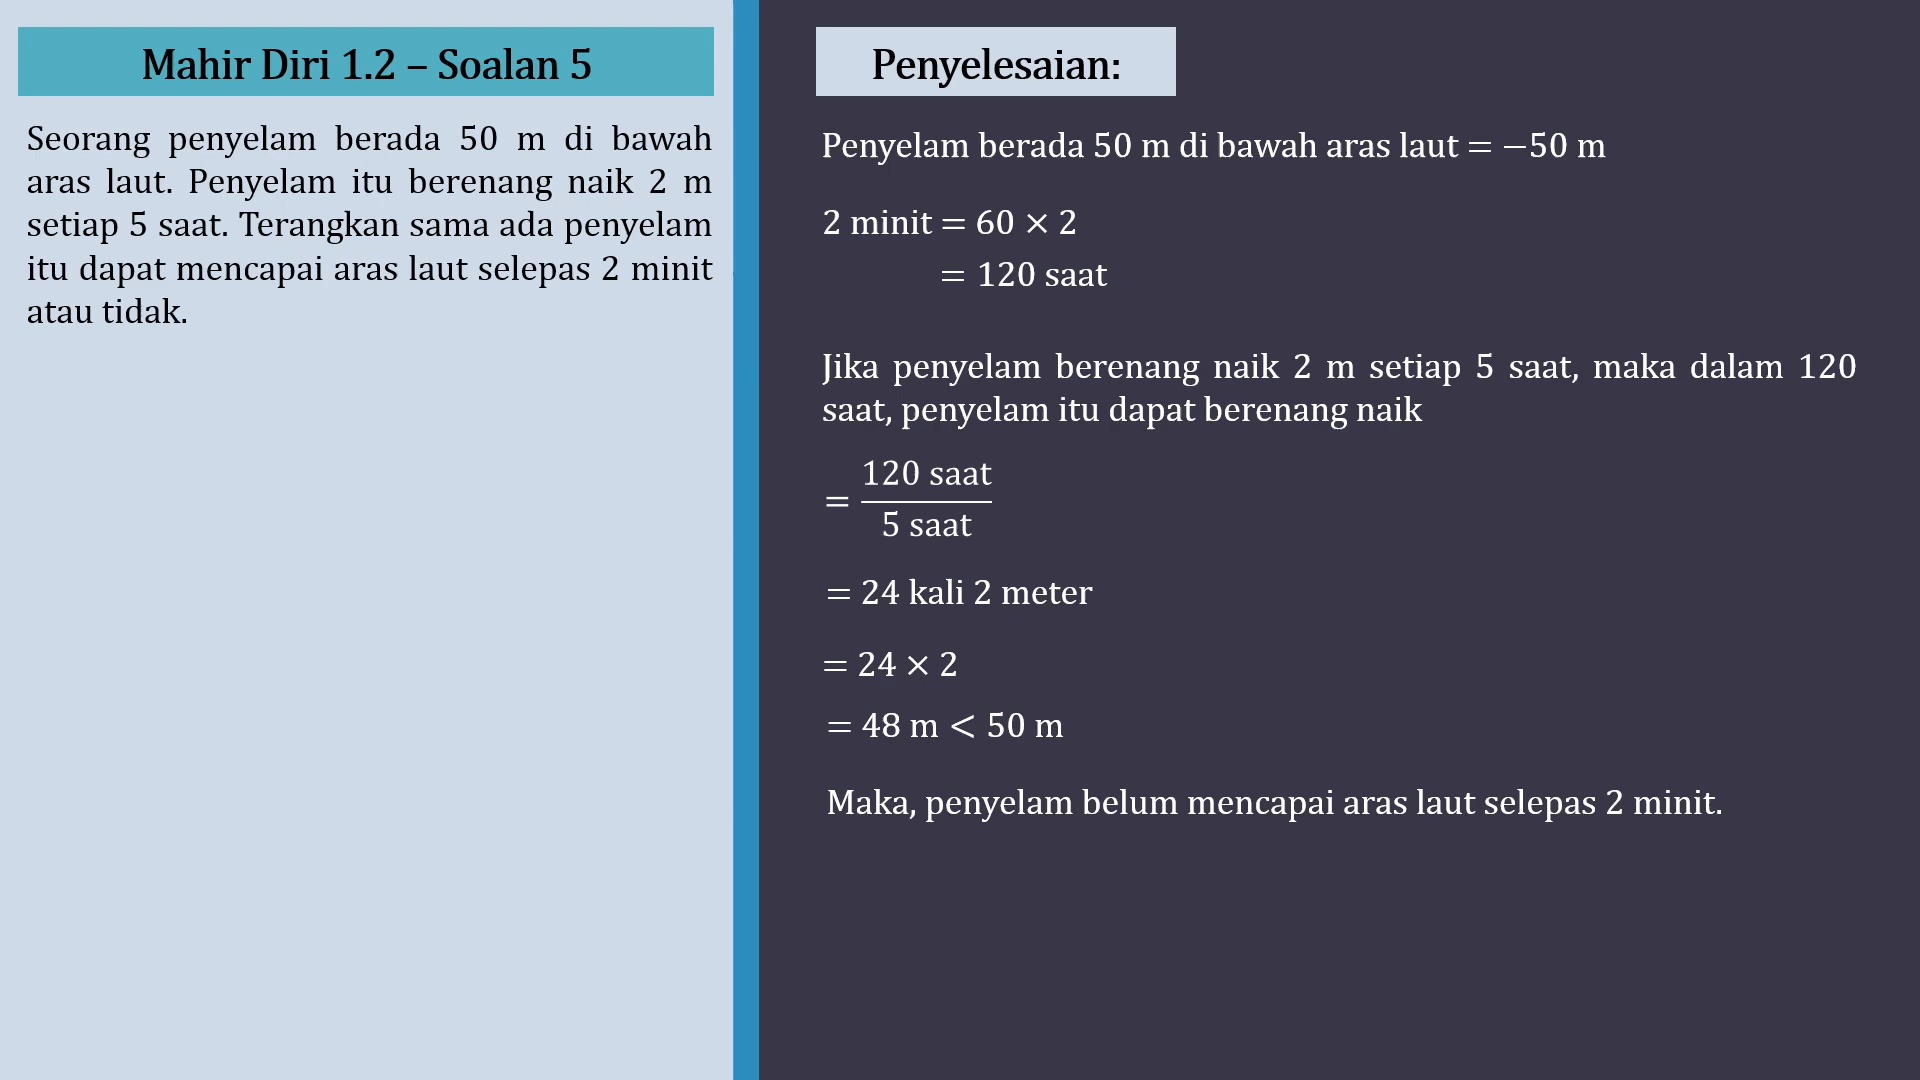 Mahir Diri 1.2 – Soalan 5
Seorang penyelam berada 50 m di bawah
aras laut. Penyelam itu berenang naik 2 m
setiap 5 saat. Terangkan sama ada penyelam
itu dapat mencapai aras laut selepas 2 minit
atau tidak.
Penyelesaian:
Penyelam berada 50 m di bawah aras laut = −50 m
2 minit = 60 × 2
= 120 saat
Jika penyelam berenang naik 2 m setiap 5 saat, maka dalam 120
saat, penyelam itu dapat berenang naik
= 120 saat
5 saat
= 24 kali 2 meter
= 24 × 2
= 48 m < 50 m
Maka, penyelam belum mencapai aras laut selepas 2 minit.